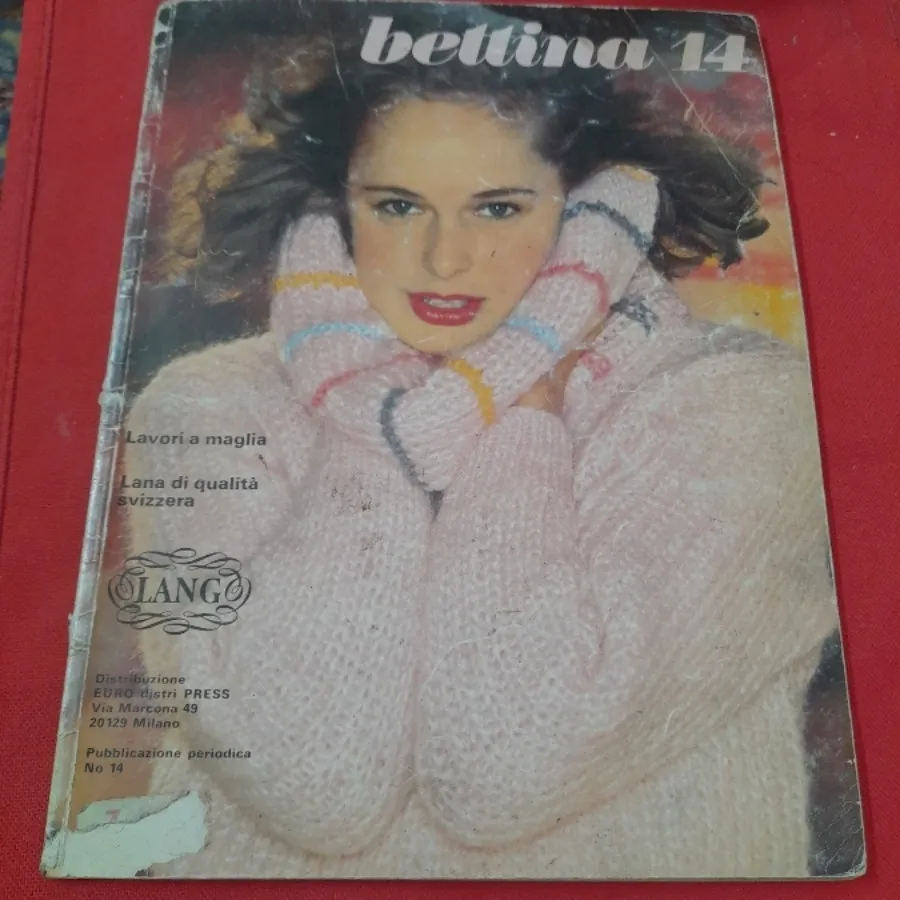 bettina 14
Lavori a maglia
Lana di qualità
svizzera
LANG
Distribuzione
EURO distri PRESS
Via Marcona 49
20129 Milano
Pubblicazione periodica
No 14